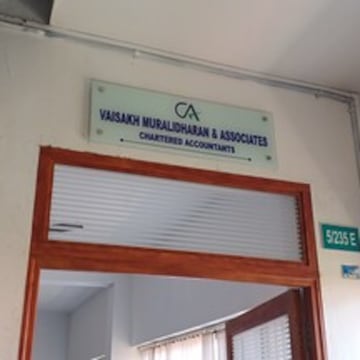 CA
VAISAKH MURALIDHARAN & ASSOCIATES
CHARTERED ACCOUNTANTS
5/235 E